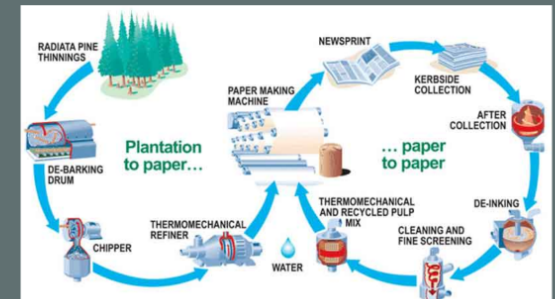 RADIATA PINE
THINNINGS
DE-BARKING
DRUM
CHIPPER
THERMOMECHANICAL
REFINER
Plantation
to paper...
PAPER MAKING
MACHINE
WATER
NEWSPRINT
KERBSIDE
COLLECTION
AFTER
COLLECTION
DE-INKING
CLEANING AND
FINE SCREENING
THERMOMECHANICAL
AND RECYCLED PULP
MIX
... paper
to paper